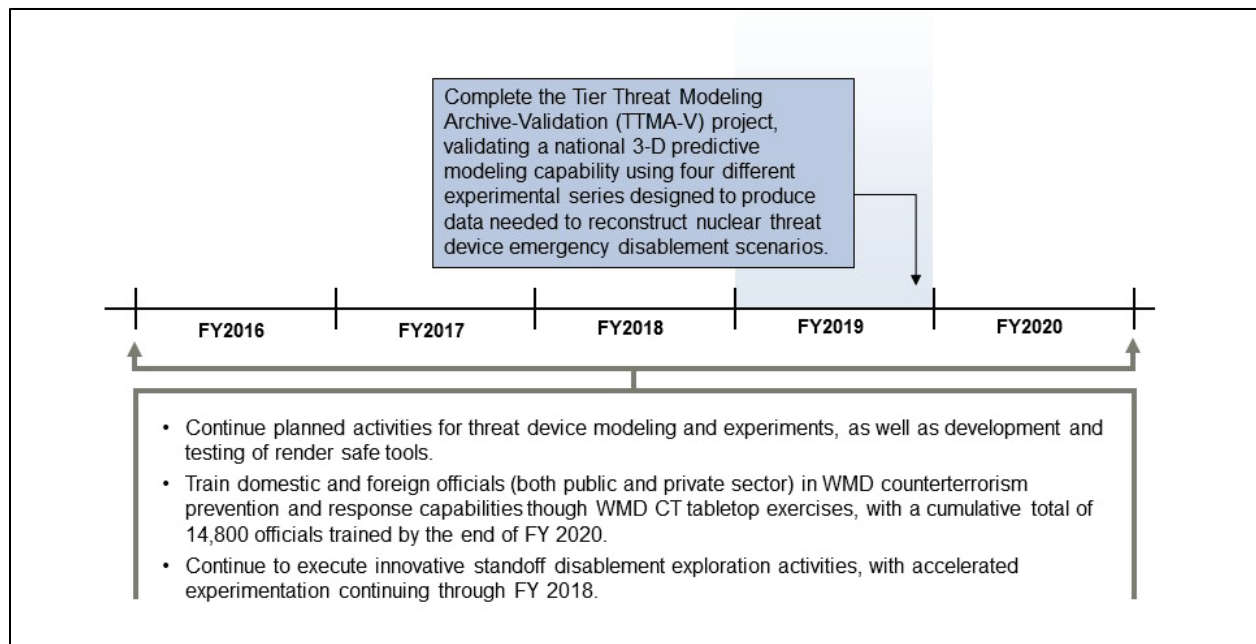 Complete the Tier Threat Modeling
Archive-Validation (TTMA-V) project,
validating a national 3-D predictive
modeling capability using four different
experimental series designed to produce
data needed to reconstruct nuclear threat
device emergency disablement scenarios.
FY2016 FY2017 FY2018 FY2019 FY2020
• Continue planned activities for threat device modeling and experiments, as well as development and
testing of render safe tools.
• Train domestic and foreign officials (both public and private sector) in WMD counterterrorism
prevention and response capabilities though WMD CT tabletop exercises, with a cumulative total of
14,800 officials trained by the end of FY 2020.
• Continue to execute innovative standoff disablement exploration activities, with accelerated
experimentation continuing through FY 2018.